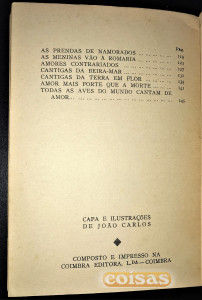 AS PRENDAS DE NAMORADOS
AS MENINAS VÃO À ROMARIA
AMORES CONTRARIADOS
CANTIGAS DA BEIRA-MAR
CANTIGAS DA TERRA EM FLOR
AMOR MAIS FORTE QUE A MORTE
TODAS AS AVES DO MUNDO CANTAM DE
AMOR
CAPA E ILUSTRAÇÕES
DE JOÃO CARLOS
COMPOSTO E IMPRESSO NA
COIMBRA EDITORA, L.DA — COIMBRA
coisas